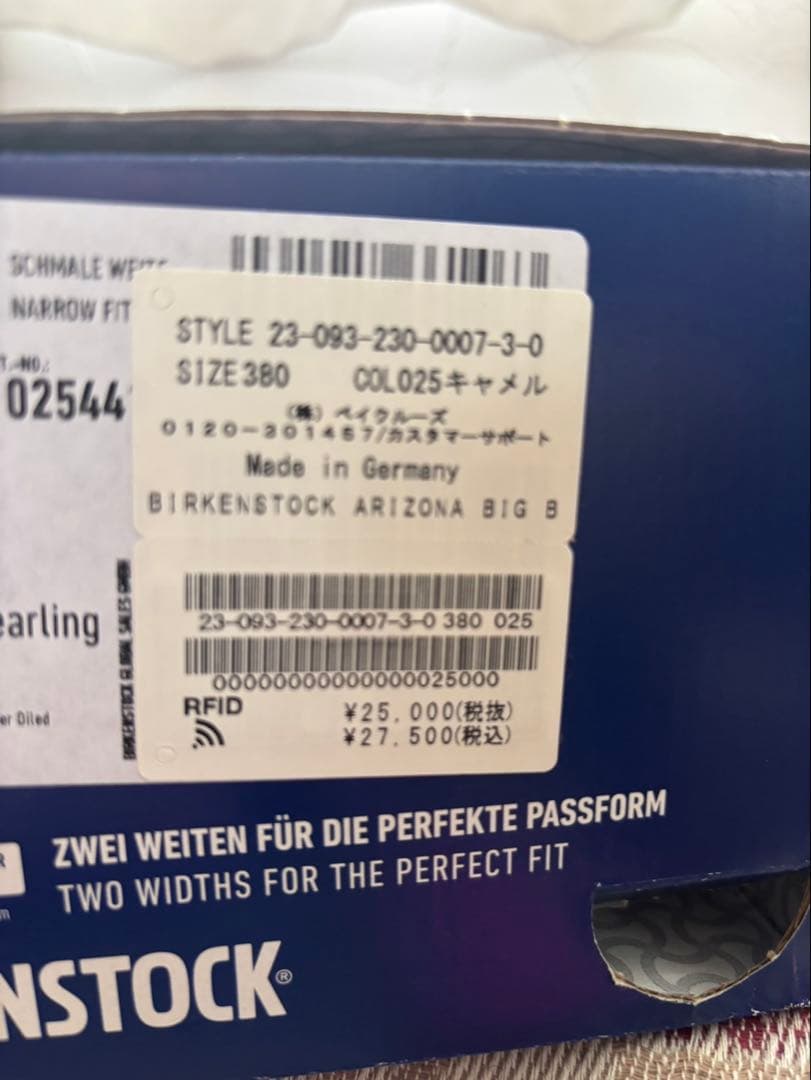 SCHMALE WEITE
NARROW FIT
T.-NO.:
02544
STYLE 23-093-230-0007-3-0
SIZE380 COL025キャメル
(株) ベイクルーズ
0120-301457/カスタマーサポート
Made in Germany
BIRKENSTOCK ARIZONA BIG B
earling
er Oiled
BIRKENSTOCK GLOBAL SALES GMBH
23-093-230-0007-3-0 380 025
00000000000000025000
RFID
¥25,000(税抜)
¥27,500(税込)
ZWEI WEITEN FÜR DIE PERFEKTE PASSFORM
TWO WIDTHS FOR THE PERFECT FIT
NSTOCK®